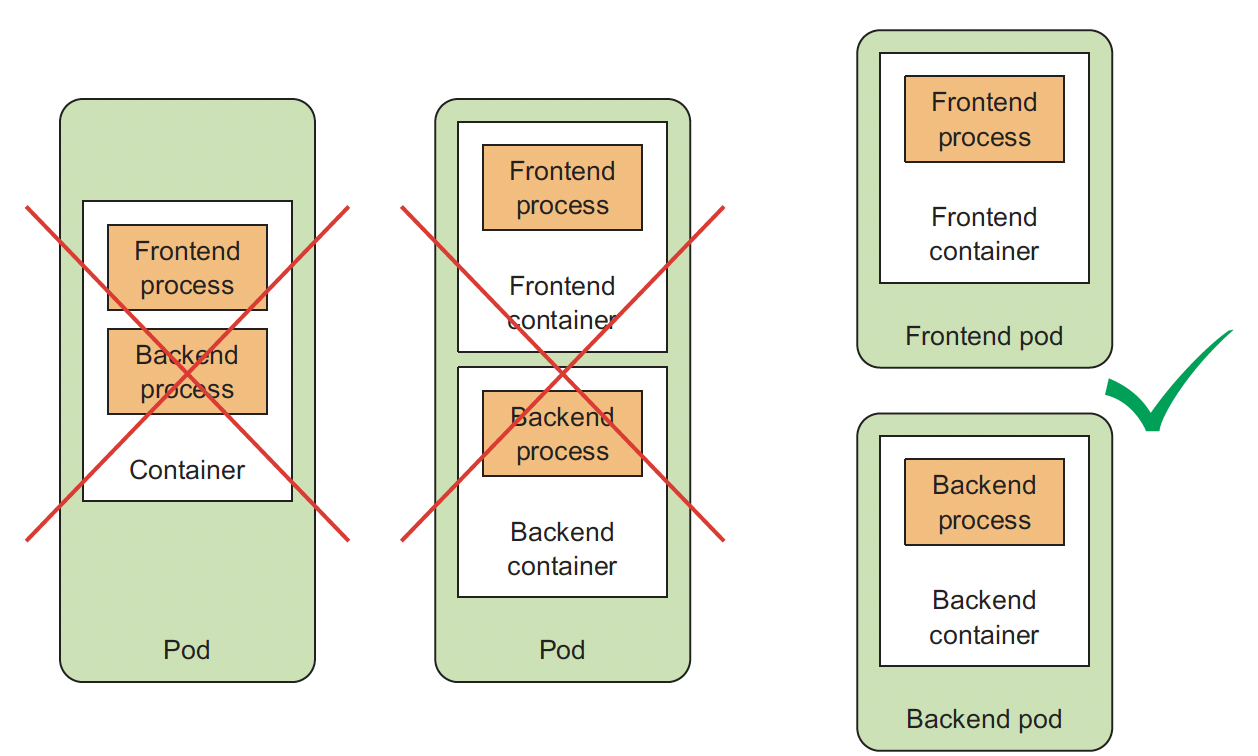 Frontend
process
Backend
process
Container
Pod
Frontend
process
Frontend
container
Backend
process
Backend
container
Pod
Frontend
process
Frontend
container
Frontend pod
Backend
process
Backend
container
Backend pod